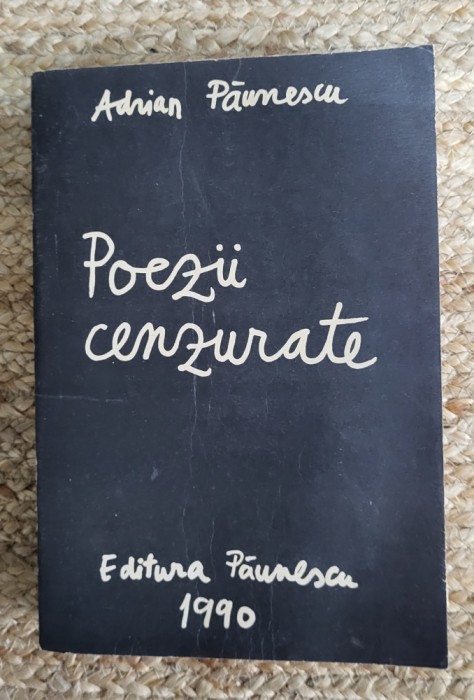 Adrian Păunescu
Poezii
cenzurate
Editura Păunescu
1990